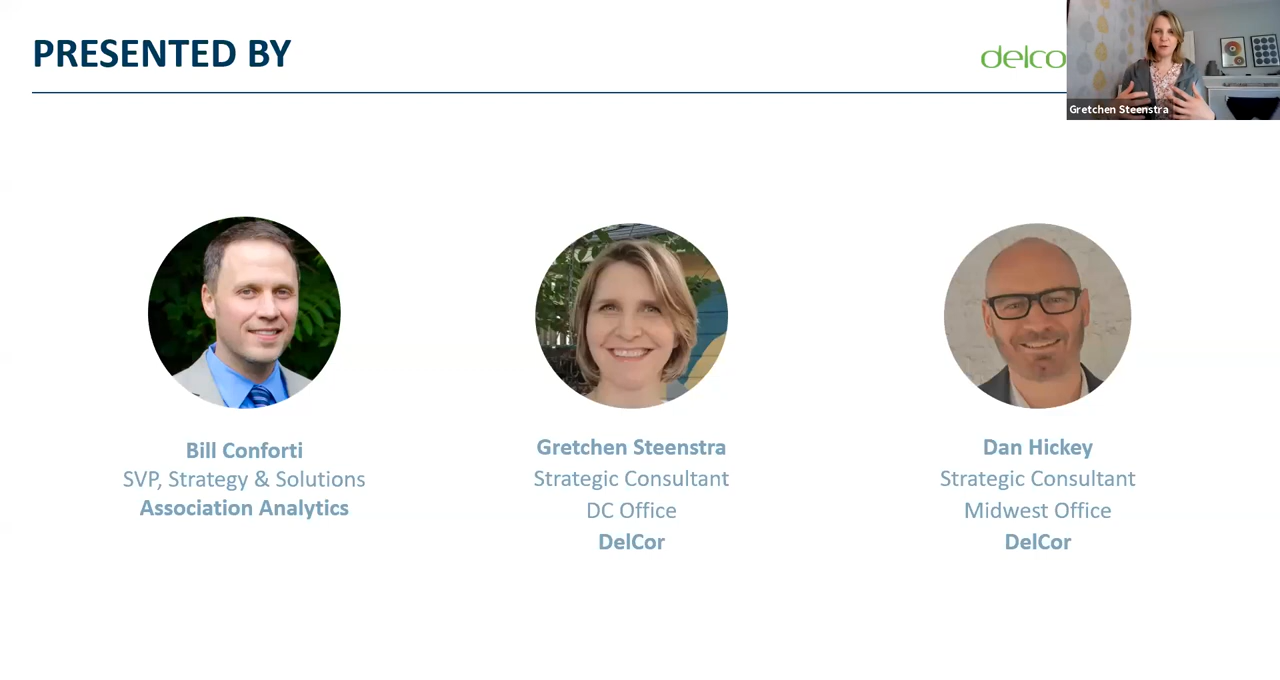 PRESENTED BY
delco
Gretchen Steenstra
Bill Conforti
SVP, Strategy & Solutions
Association Analytics
Gretchen Steenstra
Strategic Consultant
DC Office
DelCor
Dan Hickey
Strategic Consultant
Midwest Office
DelCor